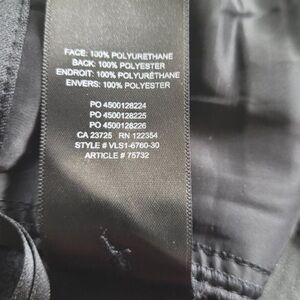 FACE: 100% POLYURETHANE
BACK: 100% POLYESTER
ENDROIT: 100% POLYURÉTHANE
ENVERS: 100% POLYESTER
PO 4500128224
PO 4500128225
PO 4500128226
CA 23725 RN 122354
STYLE # VLS1-6760-30
ARTICLE # 75732